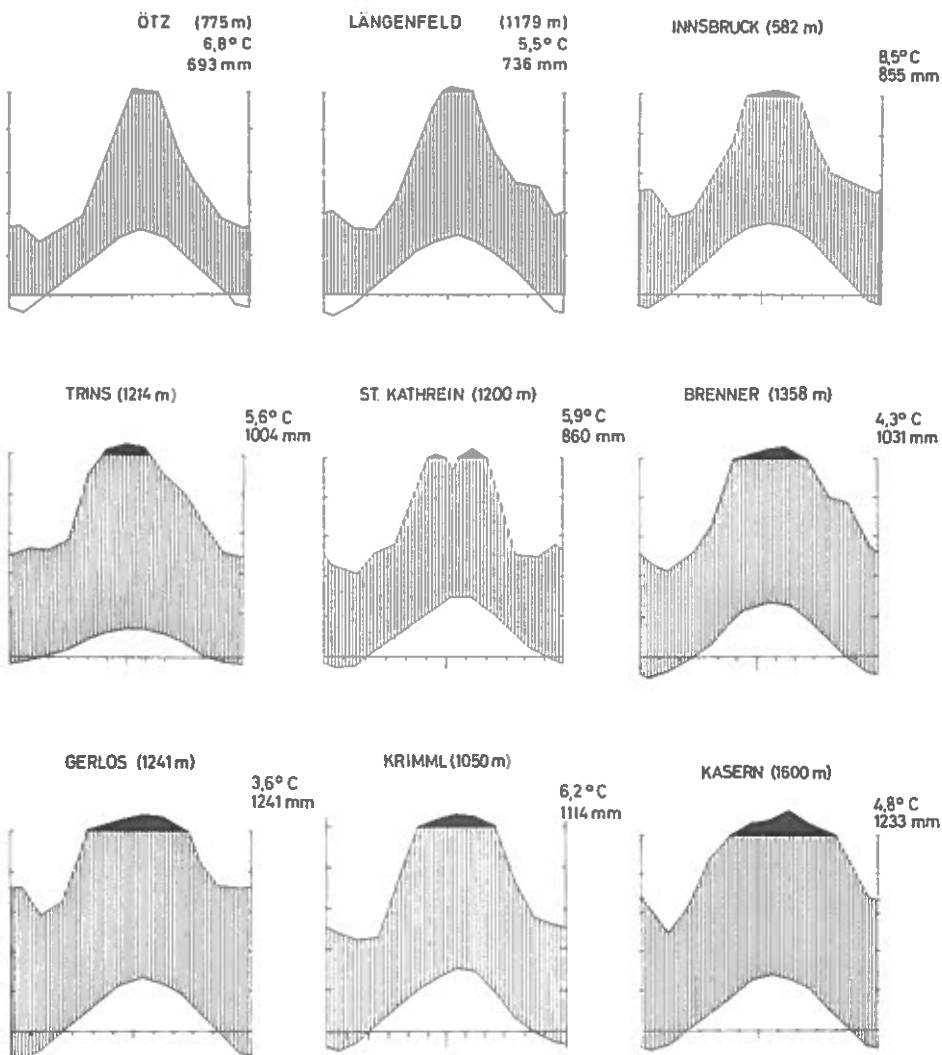 ÖTZ (775 m)
6,8° C
693 mm
LÄNGENFELD (1179 m)
5,5° C
736 mm
INNSBRUCK (582 m)
8,5° C
855 mm
TRINS (1214 m)
5,6° C
1004 mm
ST. KATHREIN (1200 m)
5,9° C
860 mm
BRENNER (1358 m)
4,3° C
1031 mm
GERLOS (1241 m)
3,6° C
1241 mm
KRIMML (1050 m)
6,2° C
1114 mm
KASERN (1600 m)
4,8° C
1233 mm